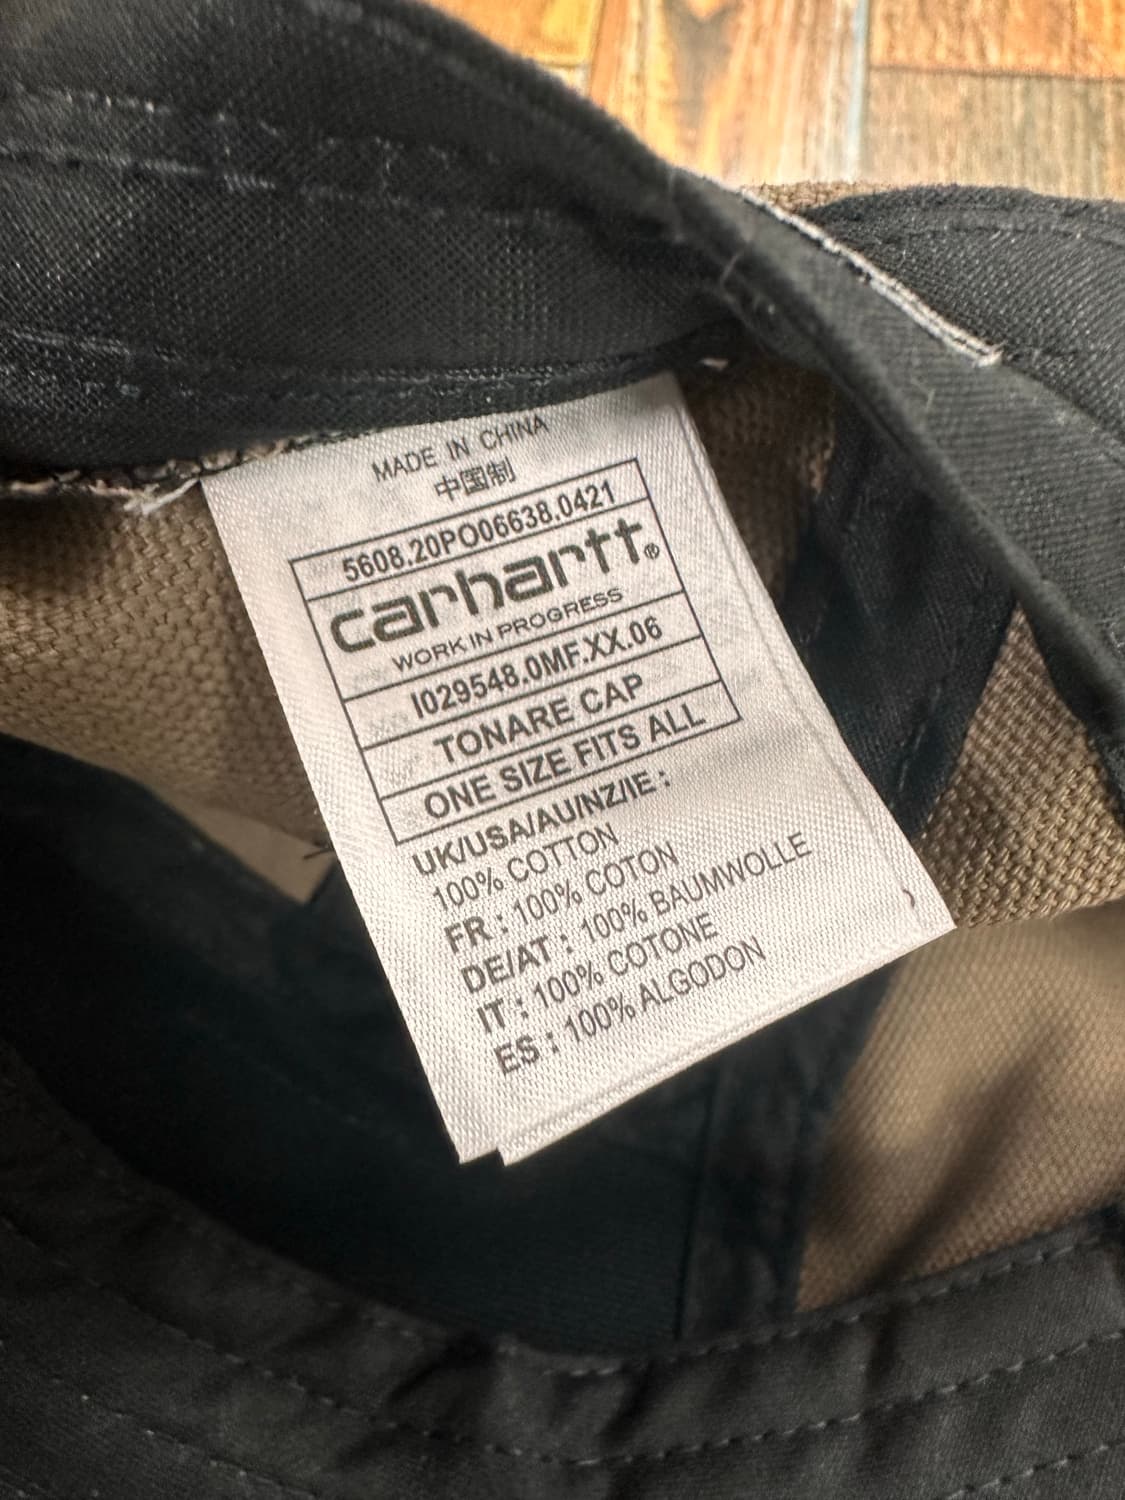 MADE IN CHINA
中国制
5608.20PO06638.0421
carhartt®
WORK IN PROGRESS
I029548.0MF.XX.06
TONARE CAP
ONE SIZE FITS ALL
UK/USA/AU/NZ/IE :
100% COTTON
FR : 100% COTON
DE/AT : 100% BAUMWOLLE
IT : 100% COTONE
ES : 100% ALGODON